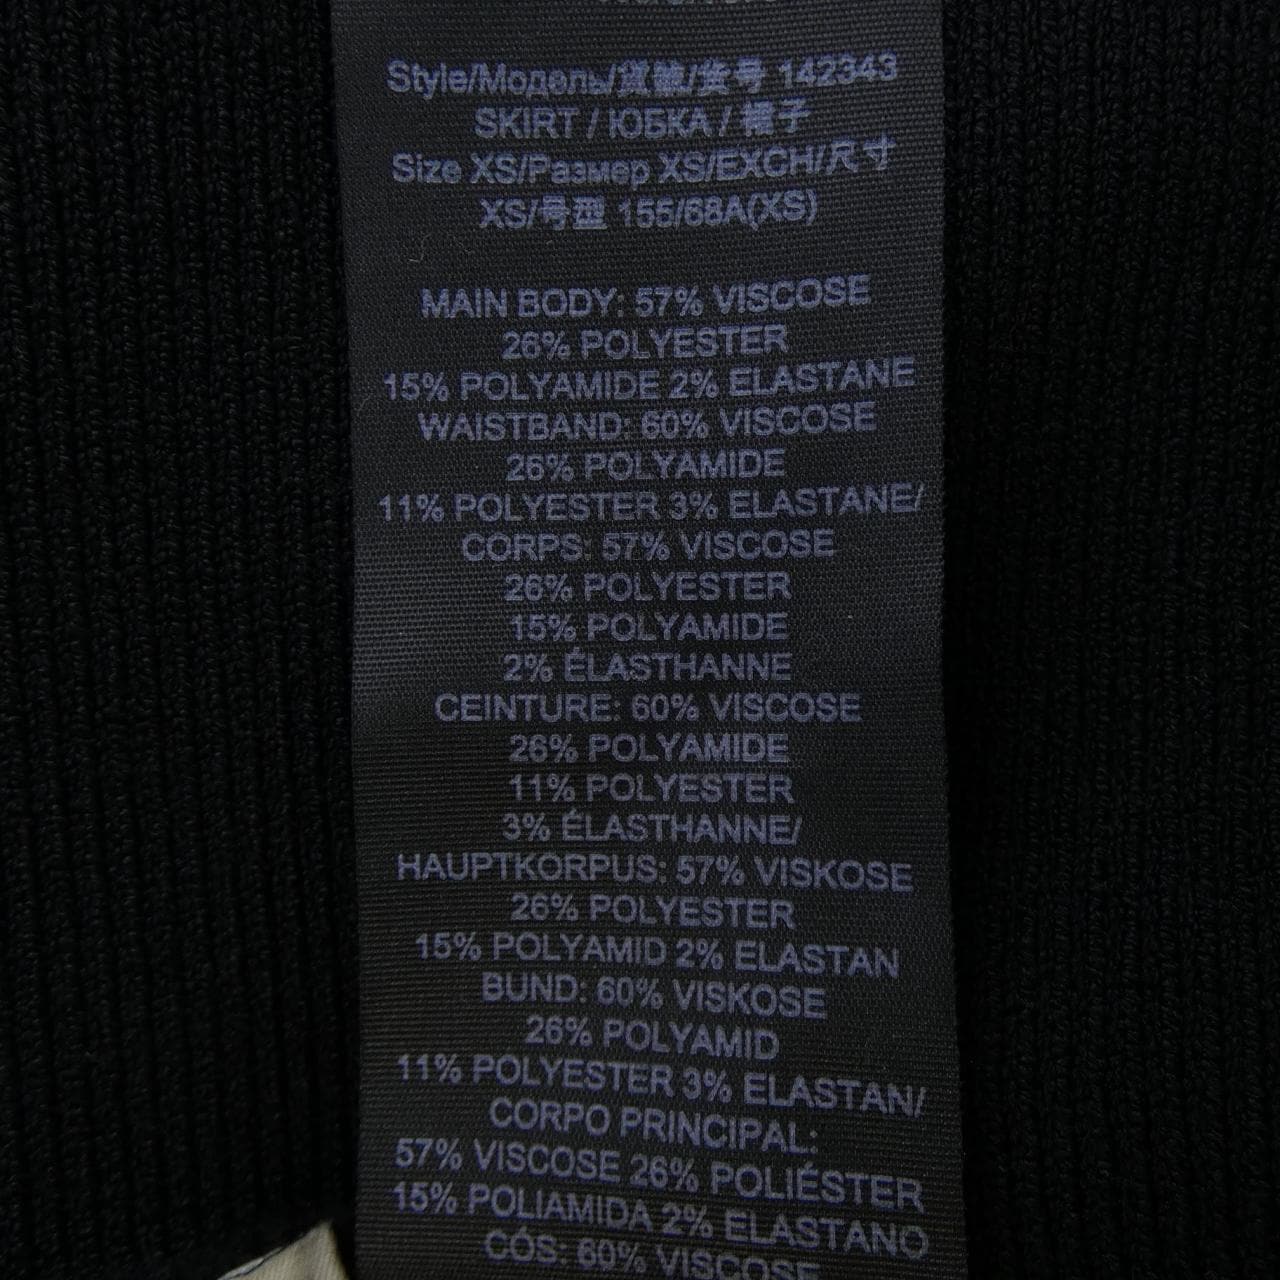 Style/Модель/貨號/货号 142343
SKIRT / ЮБКА / 裙子
Size XS/Размер XS/EXCH/尺寸
XS/号型 155/68A(XS)
MAIN BODY: 57% VISCOSE
26% POLYESTER
15% POLYAMIDE 2% ELASTANE
WAISTBAND: 60% VISCOSE
26% POLYAMIDE
11% POLYESTER 3% ELASTANE/
CORPS: 57% VISCOSE
26% POLYESTER
15% POLYAMIDE
2% ÉLASTHANNE
CEINTURE: 60% VISCOSE
26% POLYAMIDE
11% POLYESTER
3% ÉLASTHANNE/
HAUPTKORPUS: 57% VISKOSE
26% POLYESTER
15% POLYAMID 2% ELASTAN
BUND: 60% VISKOSE
26% POLYAMID
11% POLYESTER 3% ELASTAN/
CORPO PRINCIPAL:
57% VISCOSE 26% POLIÉSTER
15% POLIAMIDA 2% ELASTANO
CÓS: 60% VISCOSE